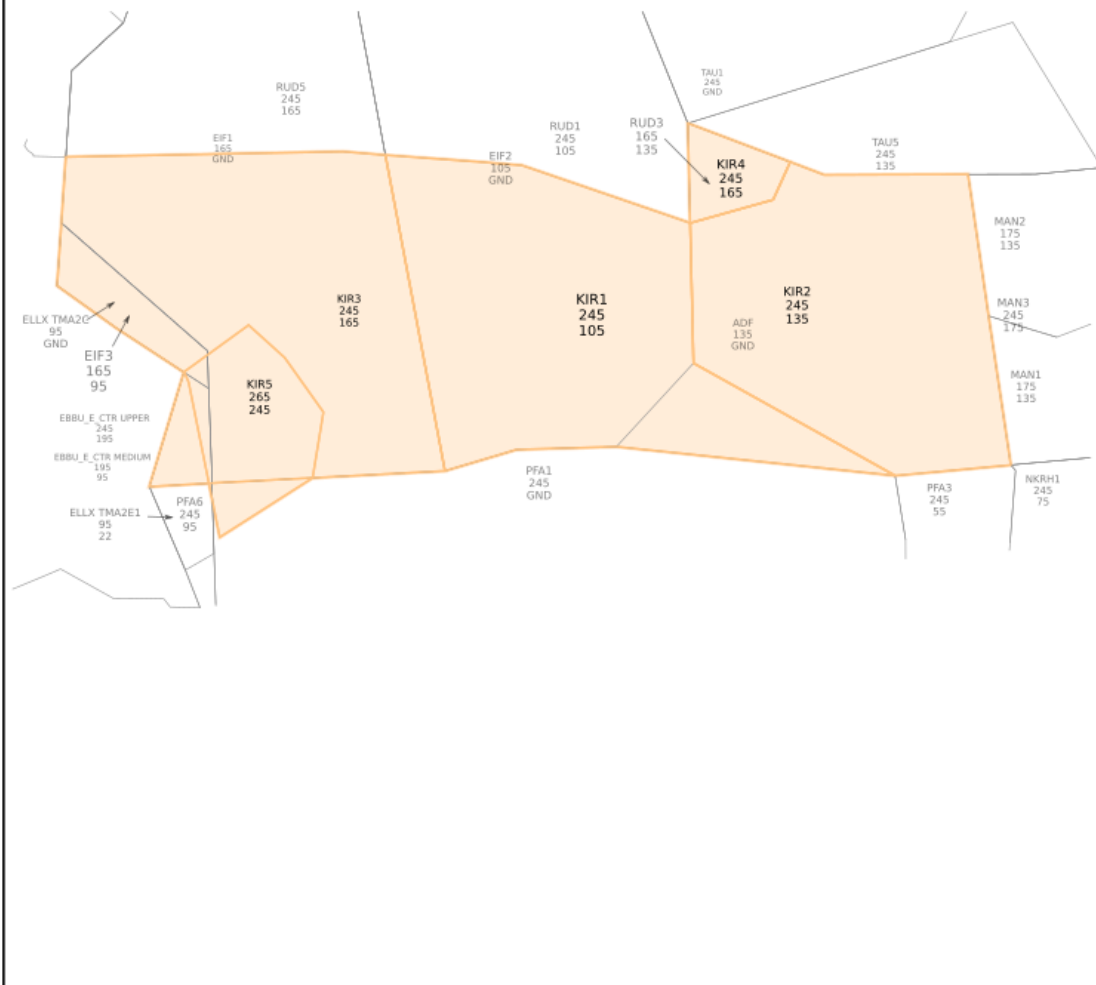 TAU1
245
GND
RUD5
245
165
RUD3
165
135
RUD1
245
105
EIF1
165
GND
TAU5
245
135
EIF2
105
GND
KIR4
245
165
MAN2
175
135
KIR3
245
165
KIR1
245
105
KIR2
245
135
MAN3
245
175
ELLX TMA2C
95
GND
ADF
135
GND
EIF3
165
95
MAN1
175
135
KIR5
265
245
EBBU_E_CTR UPPER
245
195
EBBU_E_CTR MEDIUM
195
95
PFA1
245
GND
NKRH1
245
75
PFA3
245
55
PFA6
245
95
ELLX TMA2E1
95
22